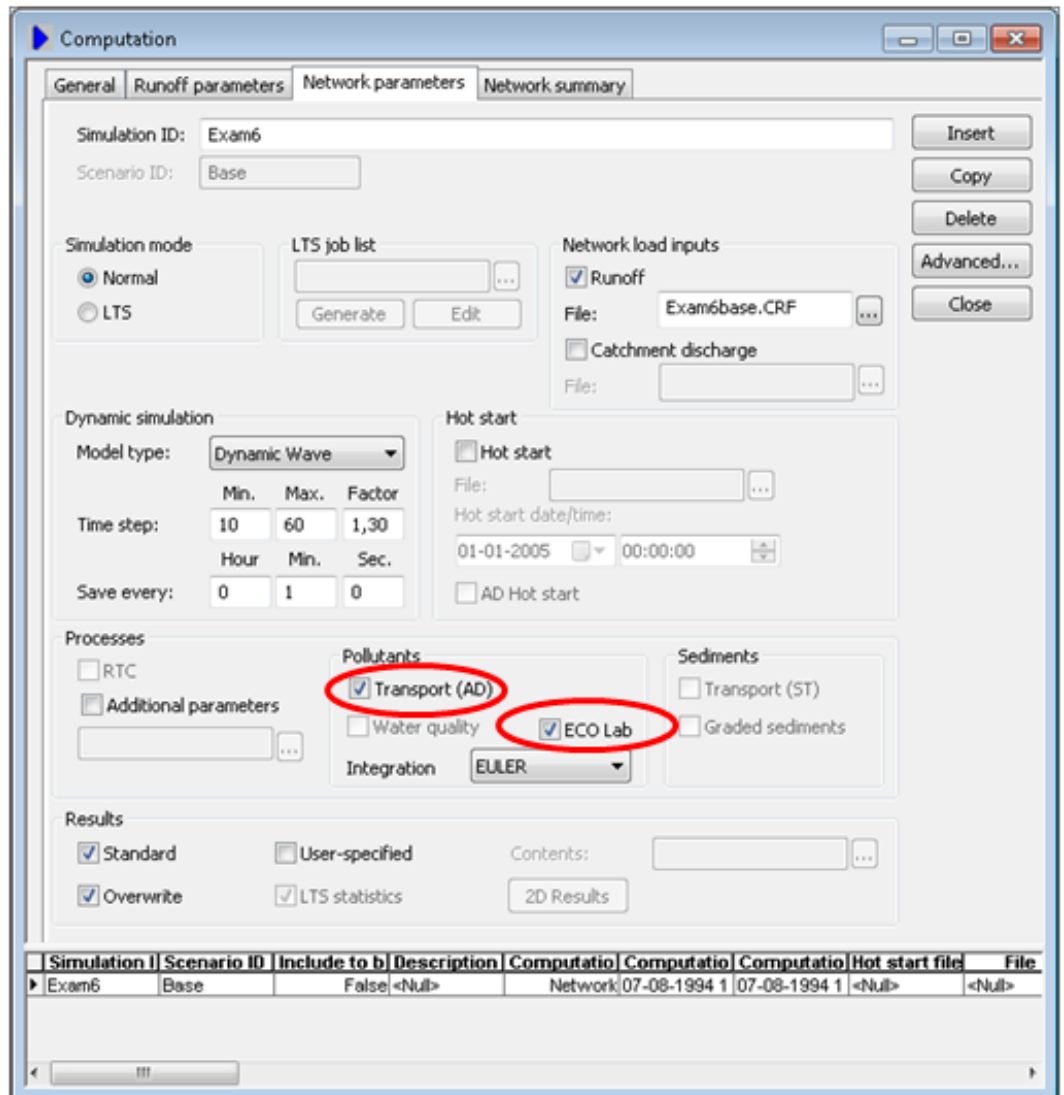 Computation
General Runoff parameters Network parameters Network summary
Simulation ID: Exam6 Insert
Scenario ID: Base Copy
Delete
Simulation mode LTS job list Network load inputs Advanced...
Normal ... Runoff
LTS Generate Edit File: Exam6base.CRF ... Close
Catchment discharge
File: ...
Dynamic simulation Hot start
Model type: Dynamic Wave Hot start
Min. Max. Factor File: ...
Time step: 10 60 1,30 Hot start date/time:
Hour Min. Sec. 01-01-2005 00:00:00
Save every: 0 1 0 AD Hot start
Processes Pollutants Sediments
RTC Transport (AD) Transport (ST)
Additional parameters Water quality ECO Lab Graded sediments
... Integration EULER
Results
Standard User-specified Contents: ...
Overwrite LTS statistics 2D Results
Simulation I Scenario ID Include to b Description Computatio Computatio Computatio Hot start file File
Exam6 Base False <Null> Network 07-08-1994 1 07-08-1994 1 <Null> <Null>